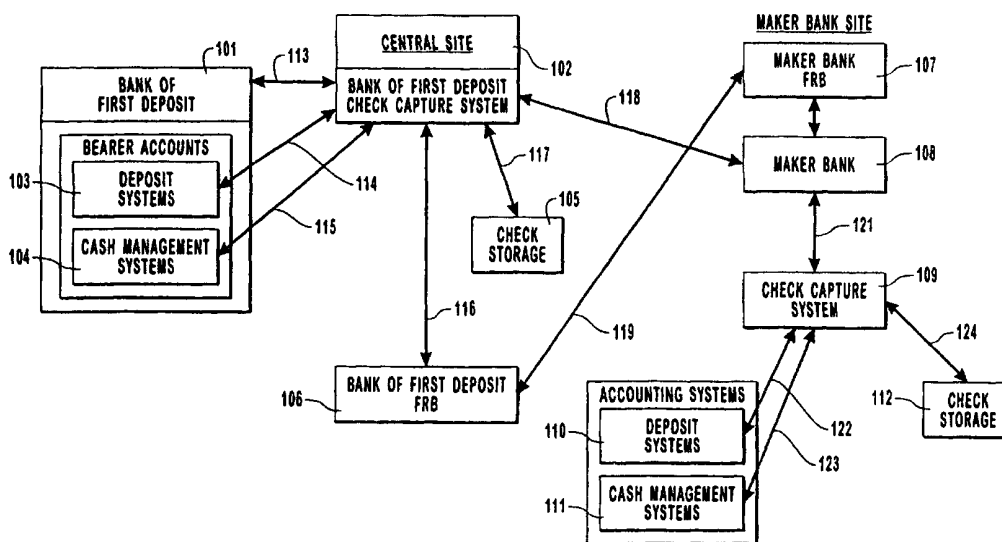 101
BANK OF
FIRST DEPOSIT
BEARER ACCOUNTS
103
DEPOSIT
SYSTEMS
104
CASH MANAGEMENT
SYSTEMS
113
114
115
CENTRAL SITE
102
BANK OF FIRST DEPOSIT
CHECK CAPTURE SYSTEM
117
105
CHECK
STORAGE
116
106
BANK OF FIRST DEPOSIT
FRB
118
119
MAKER BANK SITE
MAKER BANK
FRB
107
MAKER BANK
108
121
109
CHECK CAPTURE
SYSTEM
124
112
CHECK
STORAGE
ACCOUNTING SYSTEMS
110
DEPOSIT
SYSTEMS
122
123
111
CASH MANAGEMENT
SYSTEMS